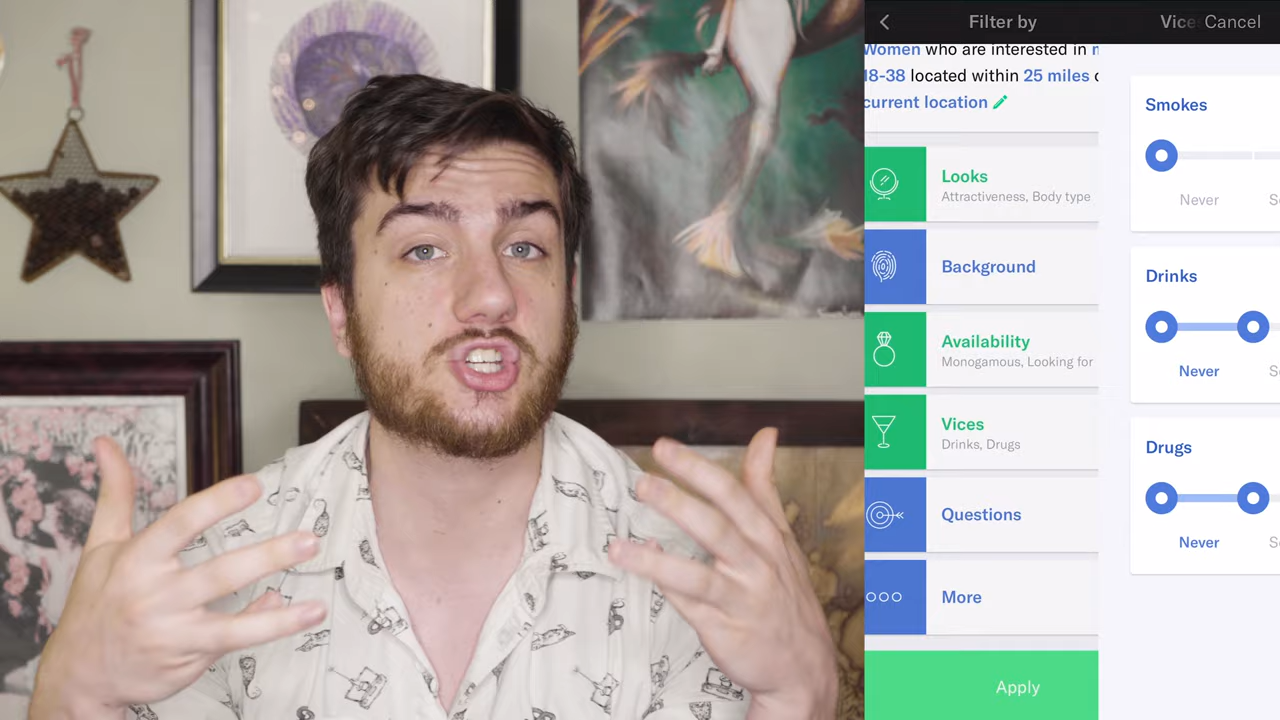 Filter by
Vice Cancel
Women who are interested in
18-38 located within 25 miles
current location
Looks
Attractiveness, Body type
Background
Availability
Monogamous, Looking for
Vices
Drinks, Drugs
Questions
More
Apply
Smokes
Never
Drinks
Never
Drugs
Never